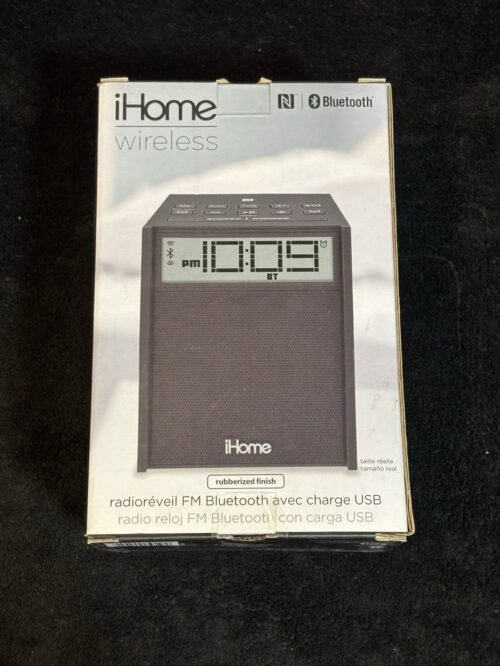 iHome
wireless
N
Bluetooth
pm 10:09
BT
iHome
taille réelle
tamaño real
rubberized finish
radioréveil FM Bluetooth avec charge USB
radio reloj FM Bluetooth con carga USB